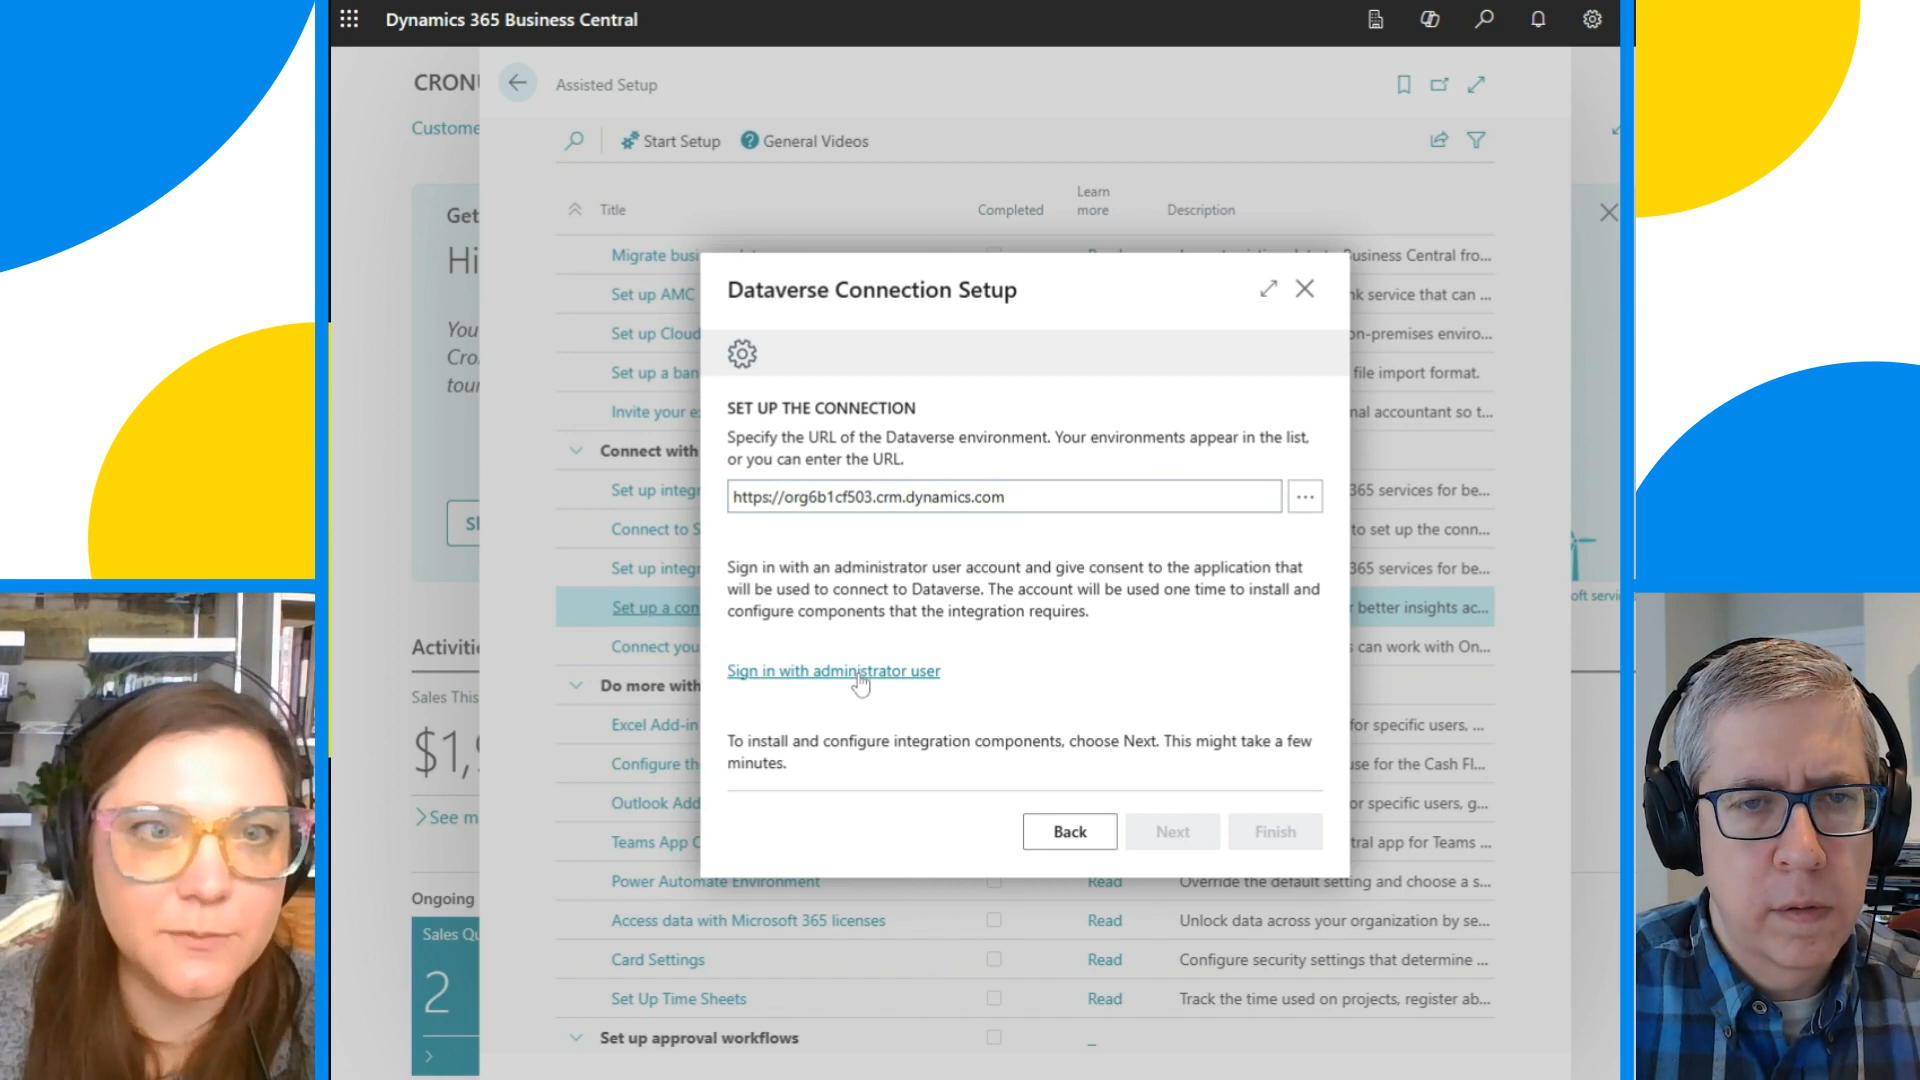 Dynamics 365 Business Central
CRON
Assisted Setup
Custome
Start Setup
General Videos
Title
Completed
Learn more
Description
Get
Hi
You
Cro
tour
Migrate busi
Read
usiness Central fro...
Set up AMC
nk service that can ...
Set up Cloud
on-premises enviro...
Set up a ban
file import format.
Invite your e
nal accountant so t...
Connect with
Set up integr
365 services for be...
Connect to S
to set up the conn...
Set up integr
365 services for be...
Set up a con
r better insights ac...
oft servi
Connect you
s can work with On...
Do more with
Excel Add-in
for specific users, ...
Configure th
use for the Cash Fl...
Outlook Add
or specific users, g...
Teams App C
tral app for Teams ...
Power Automate Environment
Read
Override the default setting and choose a s...
Access data with Microsoft 365 licenses
Read
Unlock data across your organization by se...
Card Settings
Read
Configure security settings that determine ...
Set Up Time Sheets
Read
Track the time used on projects, register ab...
Set up approval workflows
Activiti
Sales This
$1,
See m
Ongoing
Sales Qu
2
Dataverse Connection Setup
SET UP THE CONNECTION
Specify the URL of the Dataverse environment. Your environments appear in the list,
or you can enter the URL.
https://org6b1cf503.crm.dynamics.com
Sign in with an administrator user account and give consent to the application that
will be used to connect to Dataverse. The account will be used one time to install and
configure components that the integration requires.
Sign in with administrator user
To install and configure integration components, choose Next. This might take a few
minutes.
Back
Next
Finish